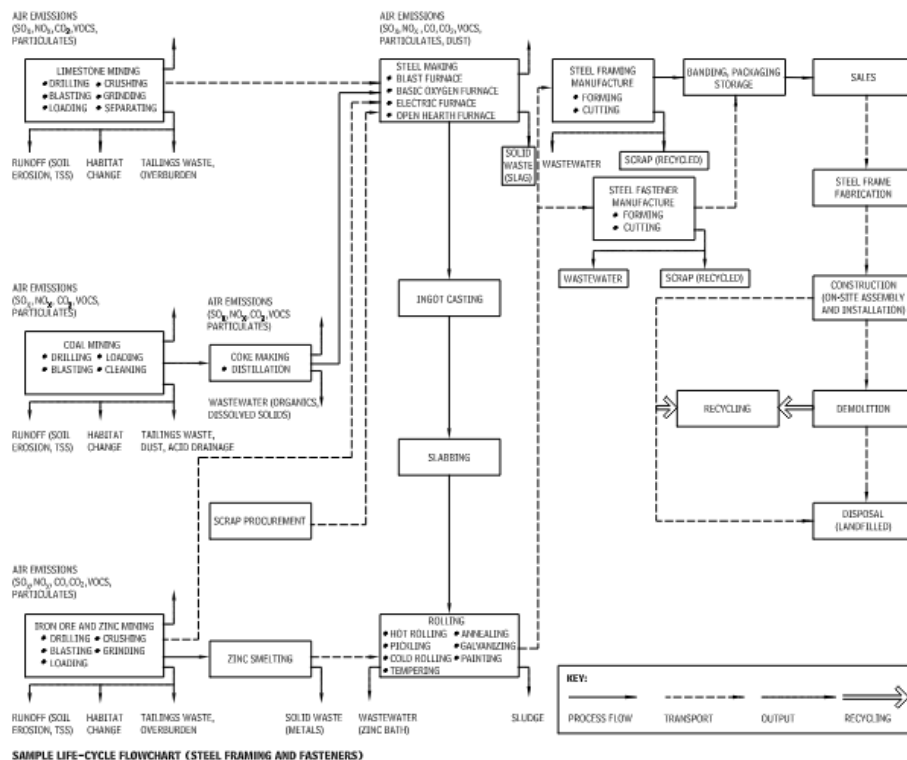 AIR EMISSIONS
(SOX, NOX, CO2, VOCS,
PARTICULATES)
LIMESTONE MINING
• DRILLING • CRUSHING
• BLASTING • GRINDING
• LOADING • SEPARATING
RUNOFF (SOIL
EROSION, TSS)
HABITAT
CHANGE
TAILINGS WASTE,
OVERBURDEN
AIR EMISSIONS
(SOX, NOX, CO, CO2, VOCS,
PARTICULATES, DUST)
STEEL MAKING
• BLAST FURNACE
• BASIC OXYGEN FURNACE
• ELECTRIC FURNACE
• OPEN HEARTH FURNACE
SOLID
WASTE
(SLAG)
STEEL FRAMING
MANUFACTURE
• FORMING
• CUTTING
WASTEWATER
SCRAP (RECYCLED)
BANDING, PACKAGING
STORAGE
SALES
STEEL FASTENER
MANUFACTURE
• FORMING
• CUTTING
WASTEWATER
SCRAP (RECYCLED)
STEEL FRAME
FABRICATION
CONSTRUCTION
(ON-SITE ASSEMBLY
AND INSTALLATION)
RECYCLING
DEMOLITION
DISPOSAL
(LANDFILLED)
AIR EMISSIONS
(SOX, NOX, CO2, VOCS,
PARTICULATES)
COAL MINING
• DRILLING • LOADING
• BLASTING • CLEANING
RUNOFF (SOIL
EROSION, TSS)
HABITAT
CHANGE
TAILINGS WASTE,
DUST, ACID DRAINAGE
AIR EMISSIONS
(SOX, NOX, CO2, VOCS
PARTICULATES)
COKE MAKING
• DISTILLATION
WASTEWATER (ORGANICS,
DISSOLVED SOLIDS)
INGOT CASTING
SLABBING
SCRAP PROCUREMENT
AIR EMISSIONS
(SOX, NOX, CO, CO2, VOCS,
PARTICULATES)
IRON ORE AND ZINC MINING
• DRILLING • CRUSHING
• BLASTING • GRINDING
• LOADING
RUNOFF (SOIL
EROSION, TSS)
HABITAT
CHANGE
TAILINGS WASTE,
OVERBURDEN
ZINC SMELTING
SOLID WASTE
(METALS)
ROLLING
• HOT ROLLING • ANNEALING
• PICKLING • GALVANIZING
• COLD ROLLING • PAINTING
• TEMPERING
WASTEWATER
(ZINC BATH)
SLUDGE
KEY:
PROCESS FLOW
TRANSPORT
OUTPUT
RECYCLING
SAMPLE LIFE-CYCLE FLOWCHART (STEEL FRAMING AND FASTENERS)